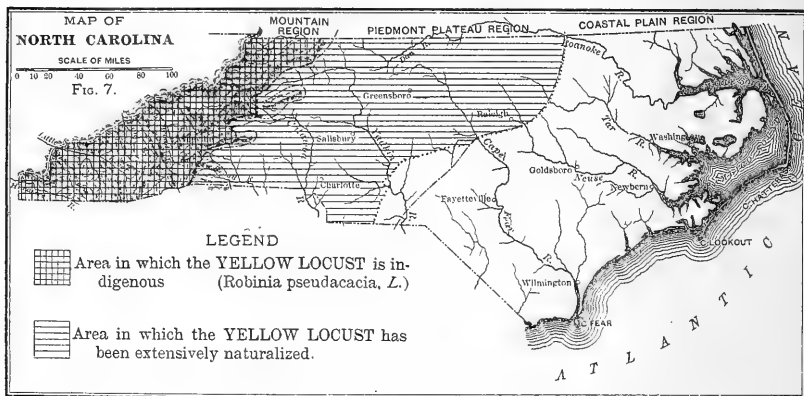 MAP OF
NORTH CAROLINA
SCALE OF MILES
0 10 20 40 60 100
FIG. 7.
MOUNTAIN
REGION
PIEDMONT PLATEAU REGION
COASTAL PLAIN REGION
Dan R.
Roanoke R.
Greensboro
Raleigh
Salisbury
Charlotte
Tar R.
Washington
Cape Fear R.
Goldsboro
Neuse R.
Newbern
Fayetteville
Wilmington
C. HATTERAS
C. LOOKOUT
C. FEAR
ATLANTIC
LEGEND
Area in which the YELLOW LOCUST is in-
digenous (Robinia pseudacacia, L.)
Area in which the YELLOW LOCUST has
been extensively naturalized.